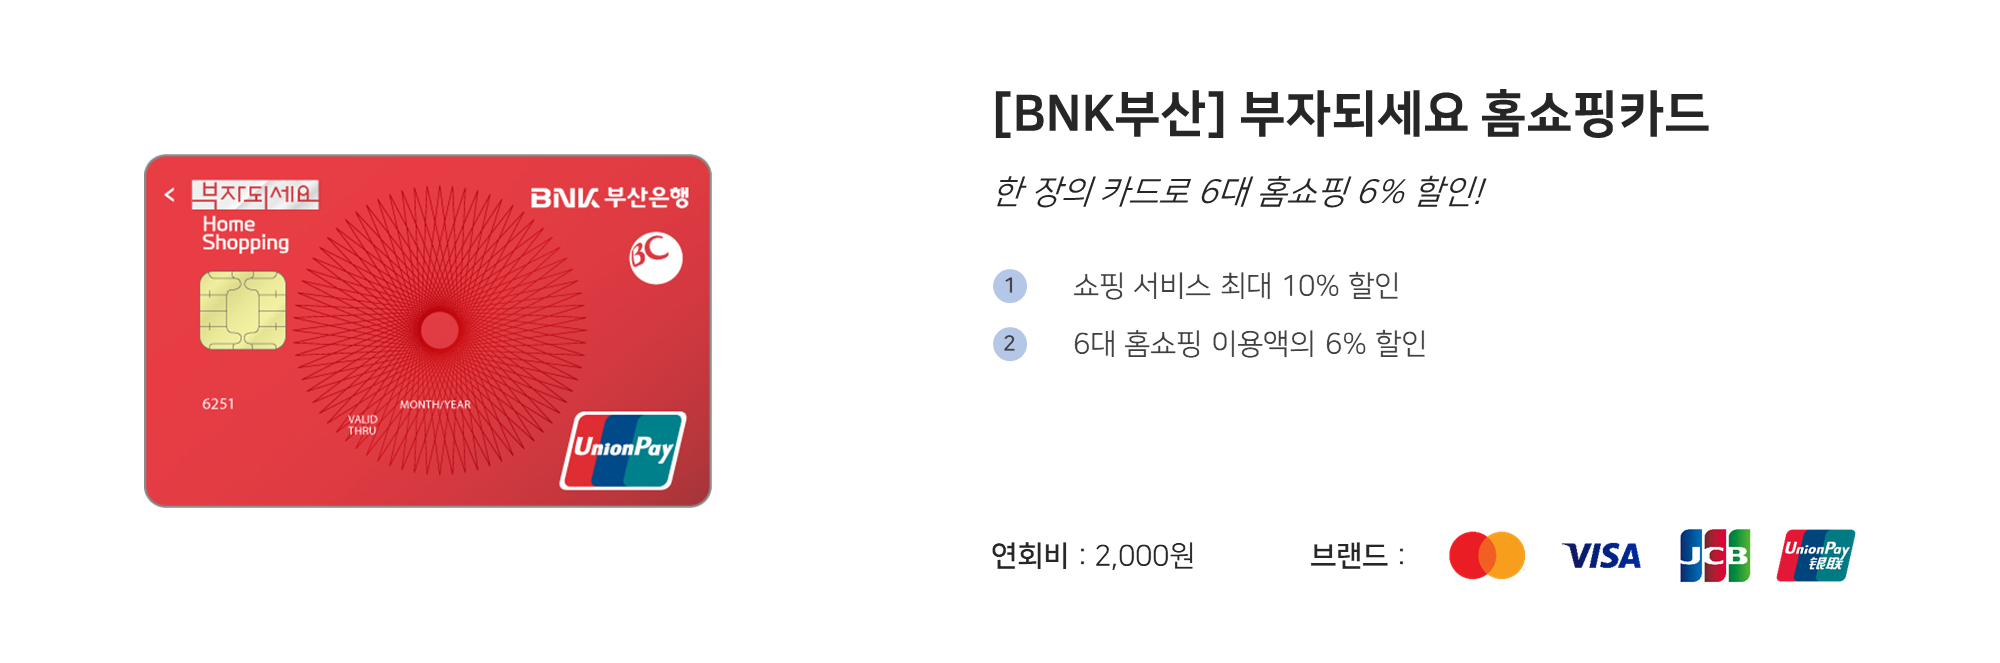 부자되세요
Home
Shopping
BNK 부산은행
BC
6251
MONTH/YEAR
VALID
THRU
UnionPay
[BNK부산] 부자되세요 홈쇼핑카드
한 장의 카드로 6대 홈쇼핑 6% 할인!
1 쇼핑 서비스 최대 10% 할인
2 6대 홈쇼핑 이용액의 6% 할인
연회비 : 2,000원 브랜드 : VISA JCB UnionPay 银联